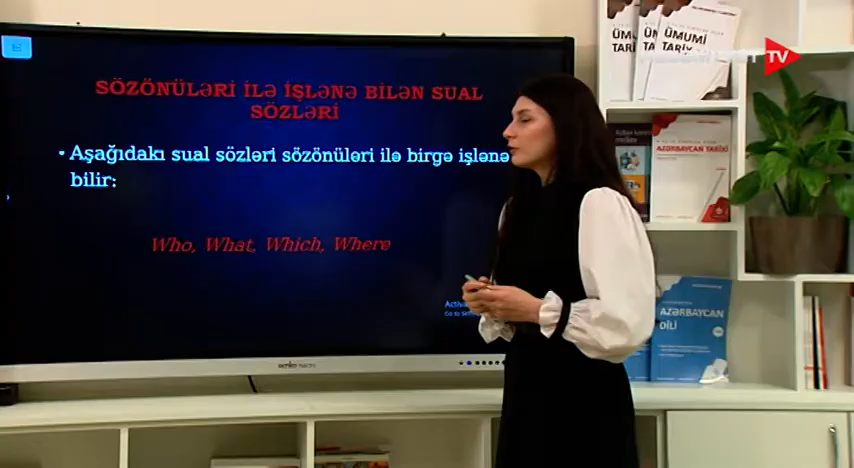 SÖZÖNÜLƏRİ İLƏ İŞLƏNƏ BİLƏN SUAL
SÖZLƏRİ
• Aşağıdakı sual sözləri sözönüləri ilə birgə işlənə
bilir:
Who, What, Which, Where
ÜMUMİ
TARİX
TV
AZƏRBAYCAN
TARİXİ
AZƏRBAYCAN
DİLİ